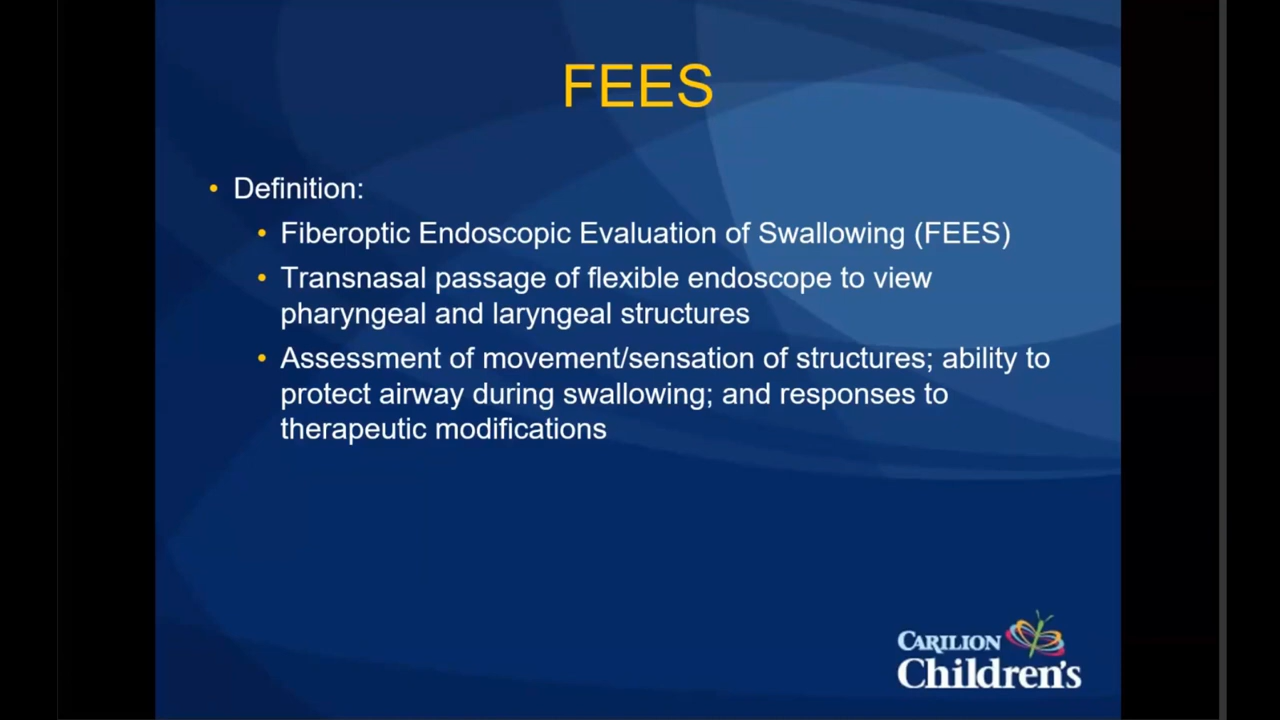 FEES
• Definition:
• Fiberoptic Endoscopic Evaluation of Swallowing (FEES)
• Transnasal passage of flexible endoscope to view
pharyngeal and laryngeal structures
• Assessment of movement/sensation of structures; ability to
protect airway during swallowing; and responses to
therapeutic modifications
CARILION
Children's